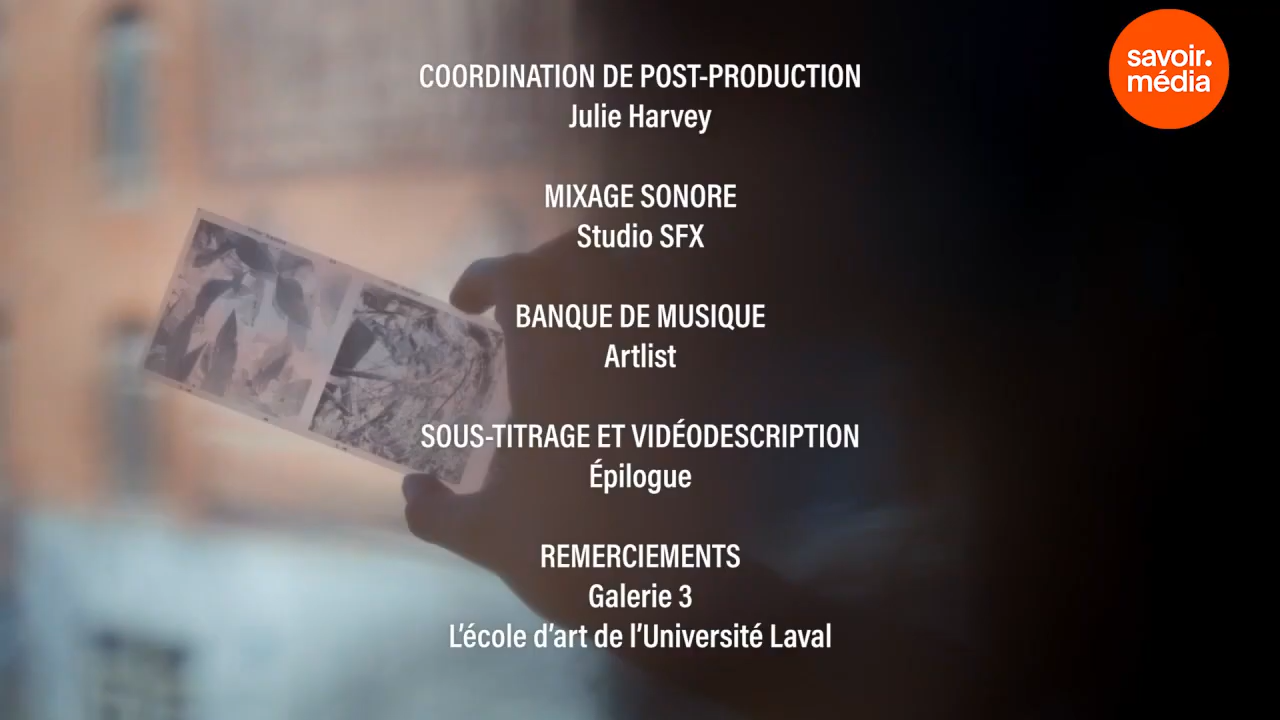 savoir.
média
COORDINATION DE POST-PRODUCTION
Julie Harvey
MIXAGE SONORE
Studio SFX
BANQUE DE MUSIQUE
Artlist
SOUS-TITRAGE ET VIDÉODESCRIPTION
Épilogue
REMERCIEMENTS
Galerie 3
L'école d'art de l'Université Laval